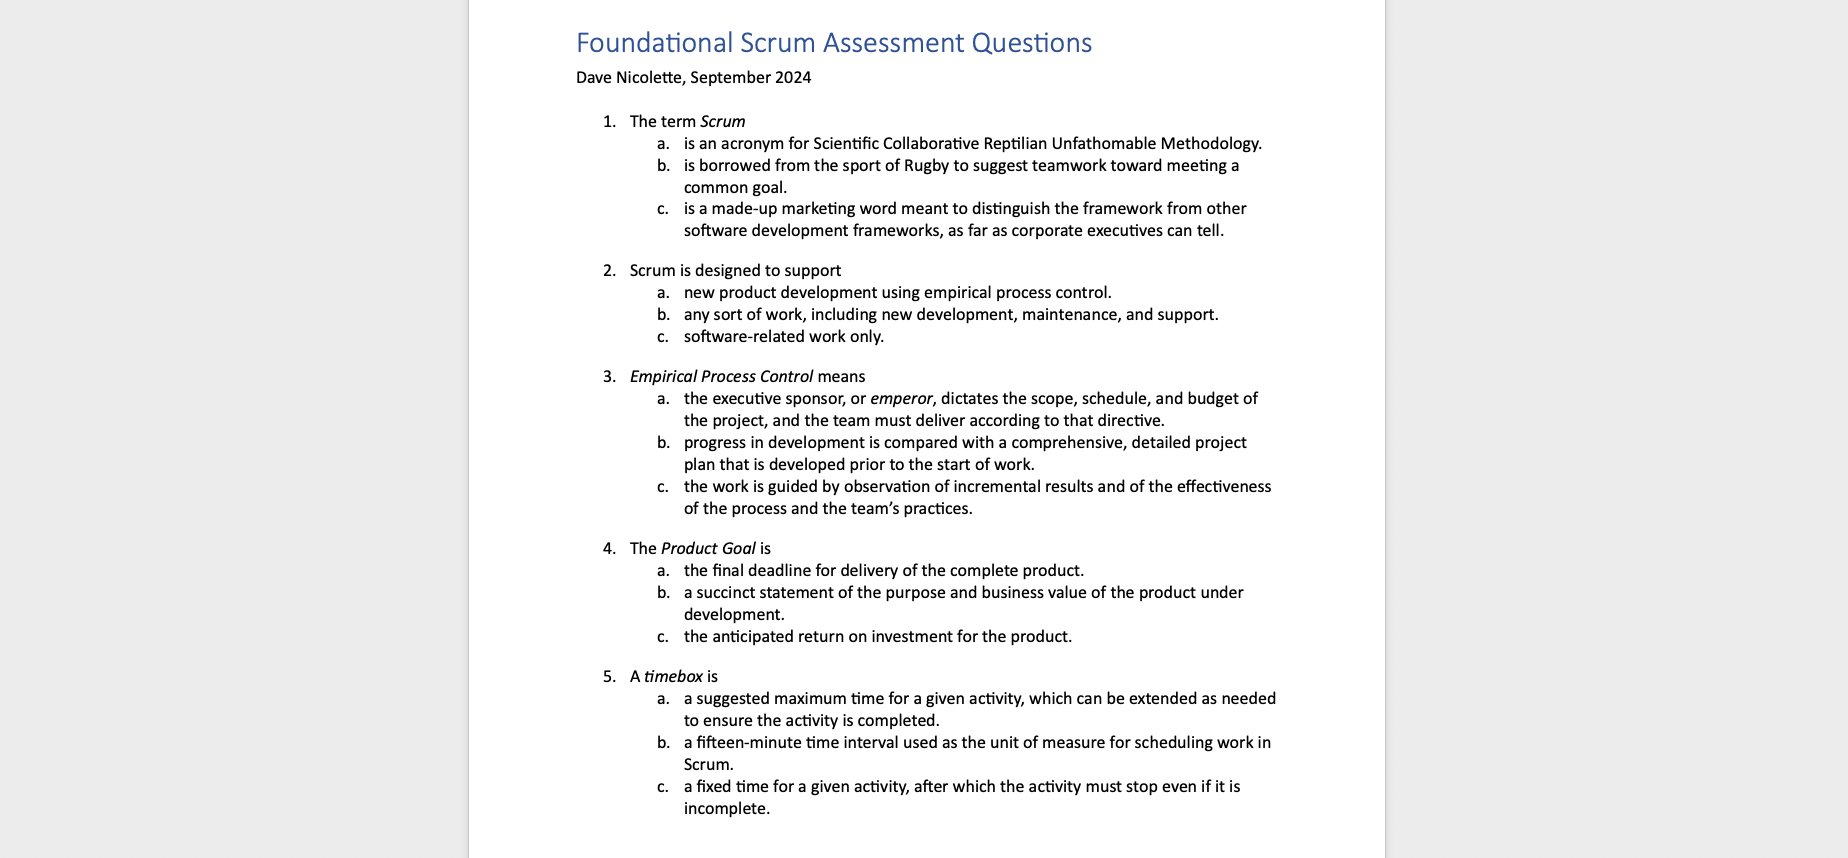 Foundational Scrum Assessment Questions
Dave Nicolette, September 2024
1. The term Scrum
a. is an acronym for Scientific Collaborative Reptilian Unfathomable Methodology.
b. is borrowed from the sport of Rugby to suggest teamwork toward meeting a
common goal.
c. is a made-up marketing word meant to distinguish the framework from other
software development frameworks, as far as corporate executives can tell.
2. Scrum is designed to support
a. new product development using empirical process control.
b. any sort of work, including new development, maintenance, and support.
c. software-related work only.
3. Empirical Process Control means
a. the executive sponsor, or emperor, dictates the scope, schedule, and budget of
the project, and the team must deliver according to that directive.
b. progress in development is compared with a comprehensive, detailed project
plan that is developed prior to the start of work.
c. the work is guided by observation of incremental results and of the effectiveness
of the process and the team’s practices.
4. The Product Goal is
a. the final deadline for delivery of the complete product.
b. a succinct statement of the purpose and business value of the product under
development.
c. the anticipated return on investment for the product.
5. A timebox is
a. a suggested maximum time for a given activity, which can be extended as needed
to ensure the activity is completed.
b. a fifteen-minute time interval used as the unit of measure for scheduling work in
Scrum.
c. a fixed time for a given activity, after which the activity must stop even if it is
incomplete.